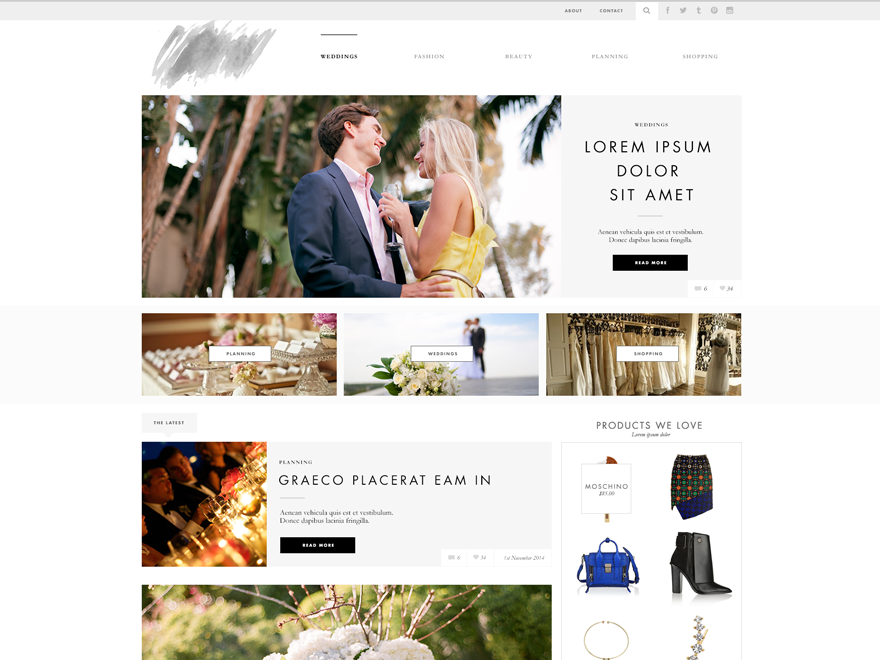 ABOUT
CONTACT
WEDDINGS
FASHION
BEAUTY
PLANNING
SHOPPING
WEDDINGS
LOREM IPSUM
DOLOR
SIT AMET
Aenean vehicula quis est et vestibulum.
Donec dapibus lacinia fringilla.
READ MORE
6
34
PLANNING
WEDDINGS
SHOPPING
THE LATEST
PLANNING
GRAECO PLACERAT EAM IN
Aenean vehicula quis est et vestibulum.
Donec dapibus lacinia fringilla.
READ MORE
6
34
1st November 2014
PRODUCTS WE LOVE
Lorem ipsum dolor
MOSCHINO
$85.00